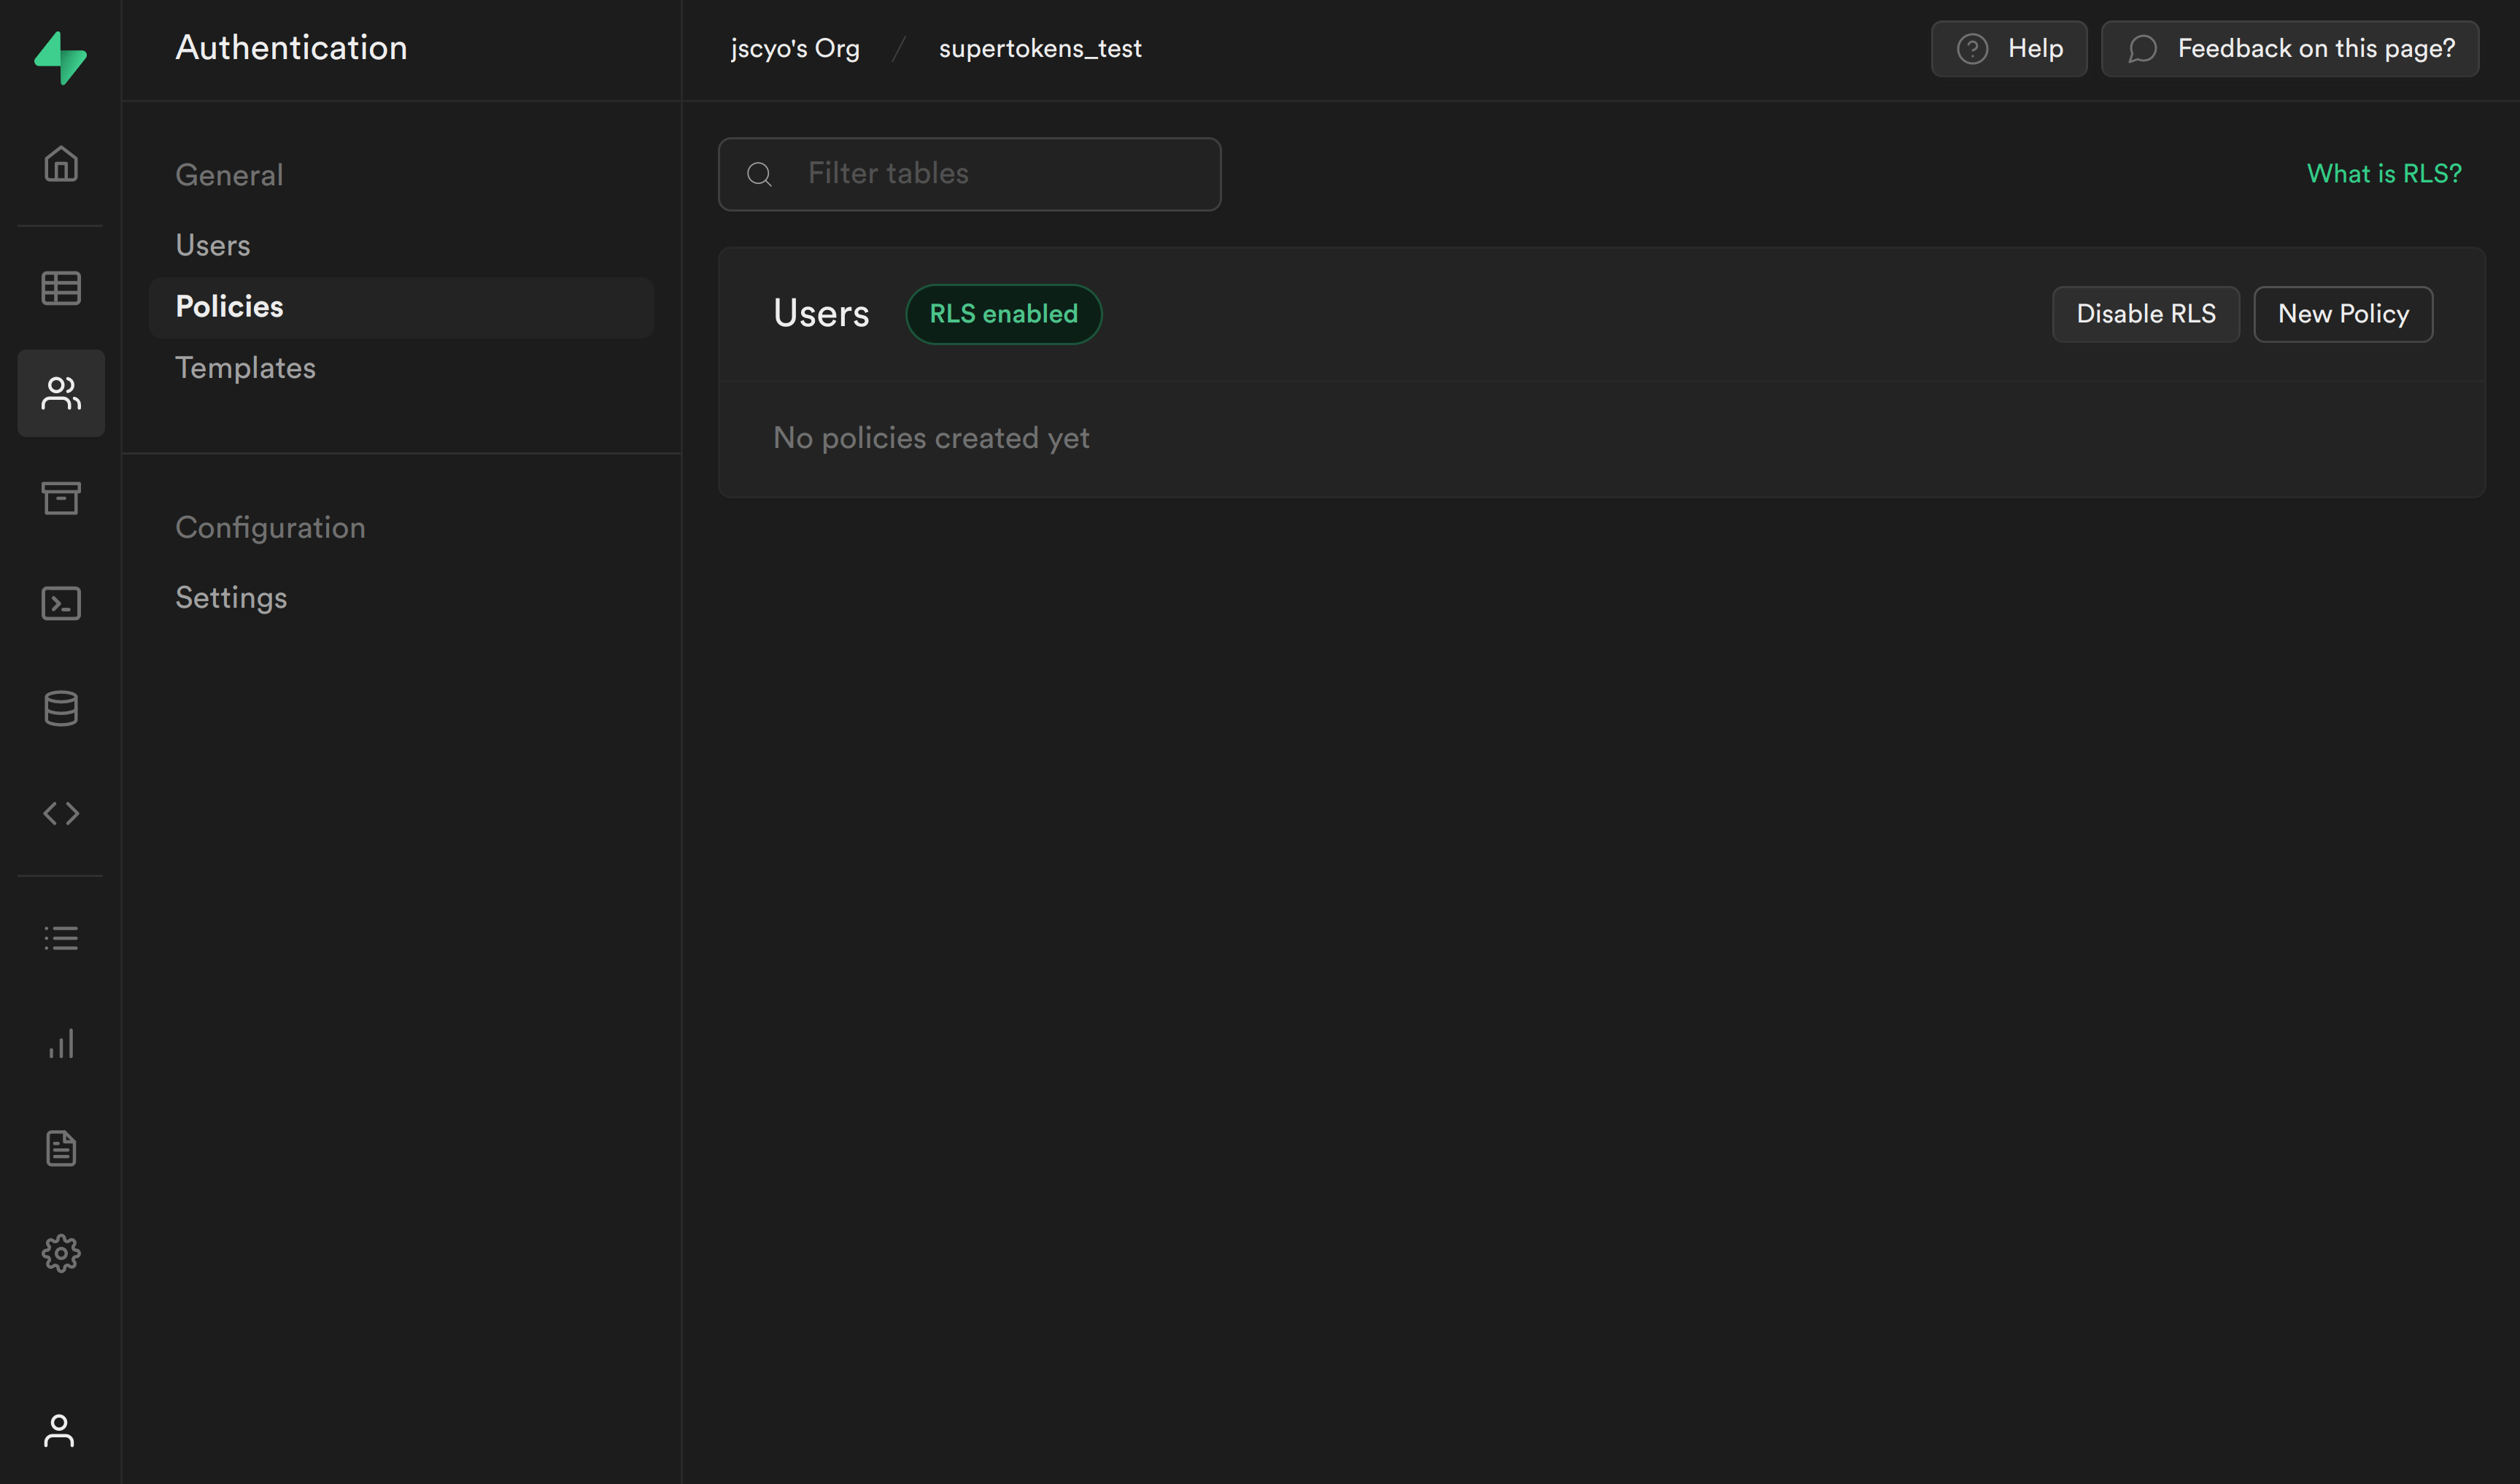 Authentication
jscyo's Org / supertokens_test
Help
Feedback on this page?
General
Users
Policies
Templates
Configuration
Settings
Filter tables
What is RLS?
Users
RLS enabled
Disable RLS
New Policy
No policies created yet